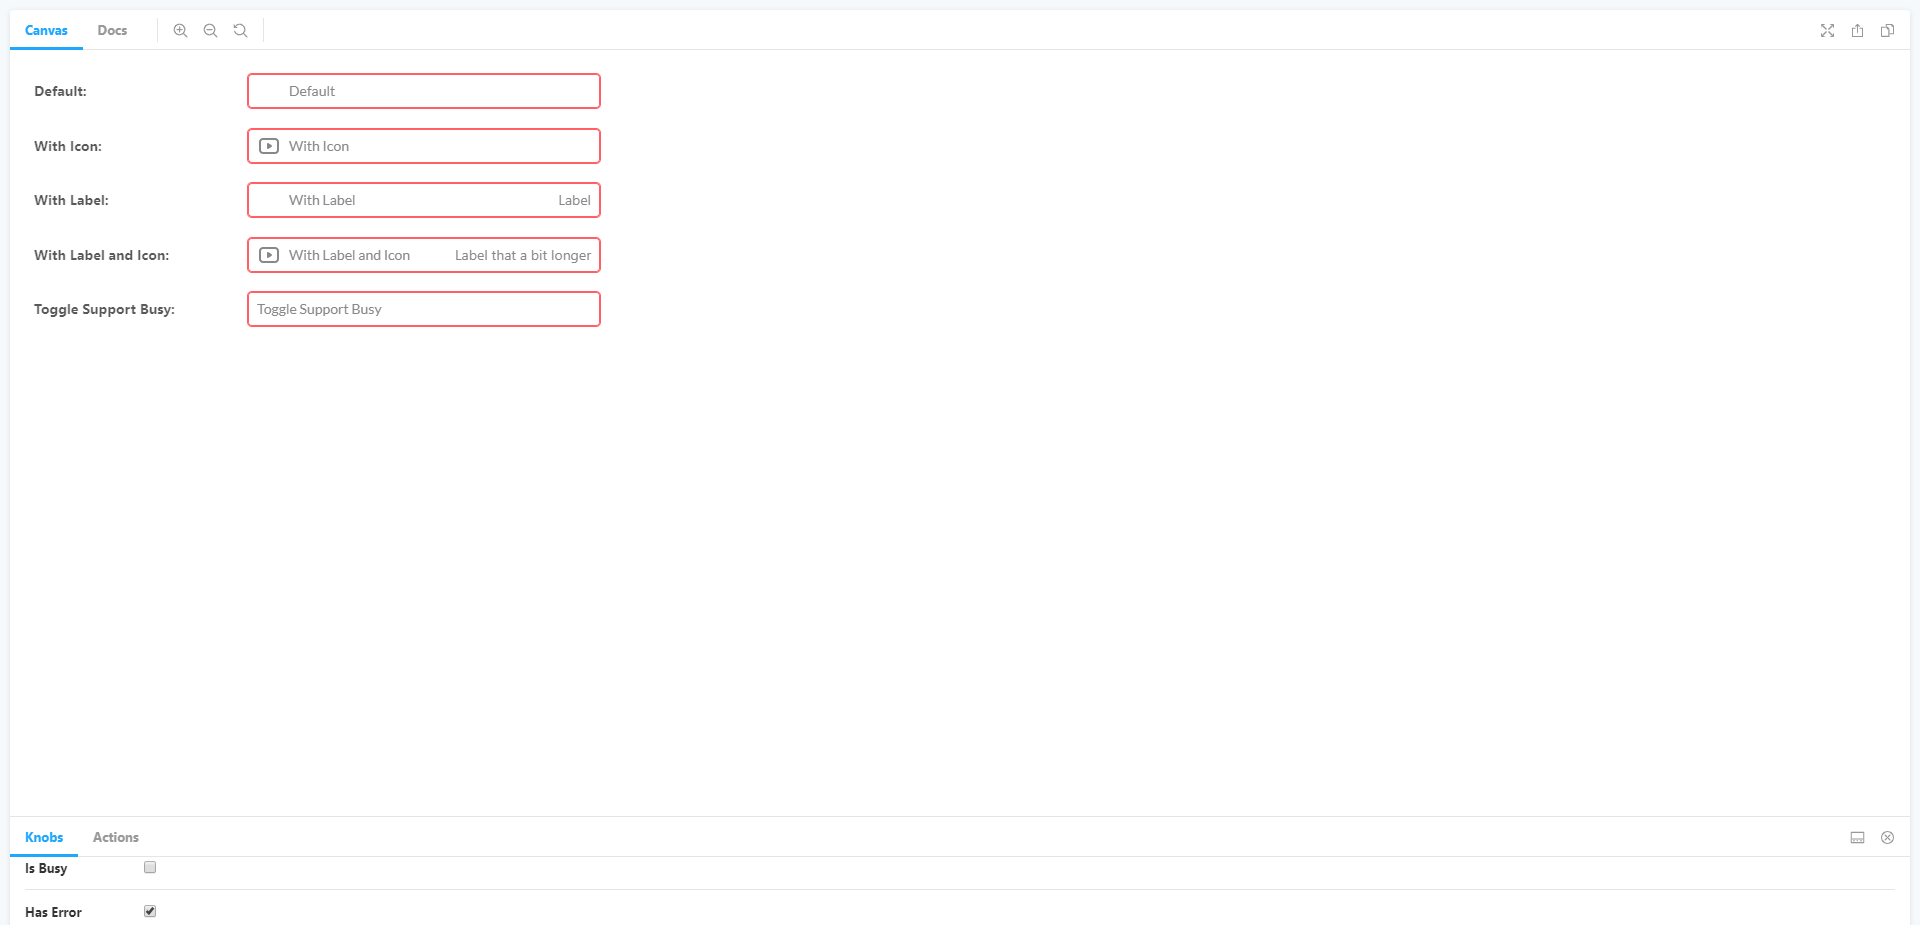 Canvas Docs
Default: Default
With Icon: With Icon
With Label: With Label Label
With Label and Icon: With Label and Icon Label that a bit longer
Toggle Support Busy: Toggle Support Busy
Knobs Actions
Is Busy
Has Error